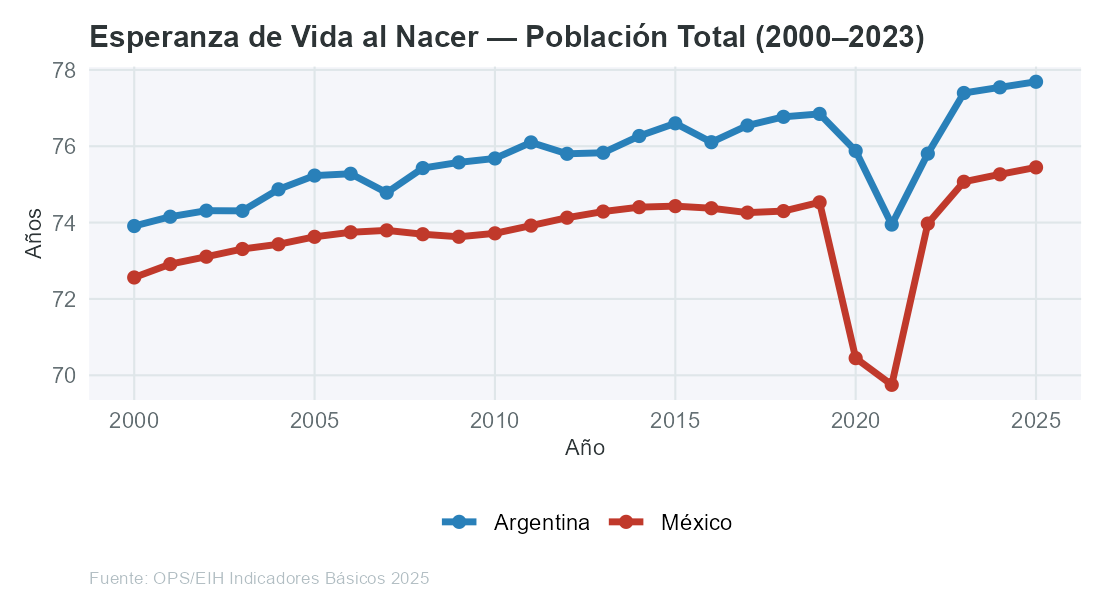 Esperanza de Vida al Nacer — Población Total (2000–2023)
78
76
74
72
70
Años
2000 2005 2010 2015 2020 2025
Año
Argentina México
Fuente: OPS/EIH Indicadores Básicos 2025